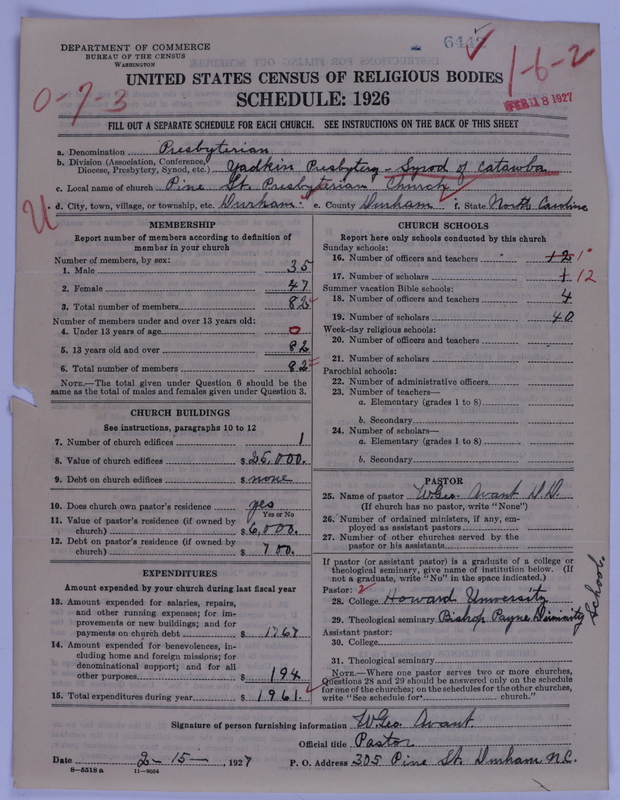 6442
1-6-2
FEB 18 1927
0-7-3
DEPARTMENT OF COMMERCE
BUREAU OF THE CENSUS
WASHINGTON
UNITED STATES CENSUS OF RELIGIOUS BODIES
SCHEDULE: 1926
FILL OUT A SEPARATE SCHEDULE FOR EACH CHURCH. SEE INSTRUCTIONS ON THE BACK OF THIS SHEET
a. Denomination Presbyterian
b. Division (Association, Conference, Diocese, Presbytery, Synod, etc.) Yadkin Presbytery - Synod of Catawba
c. Local name of church Pine St. Presbyterian Church
U
d. City, town, village, or township, etc. Durham e. County Durham f. State North Carolina
MEMBERSHIP
Report number of members according to definition of
member in your church
Number of members, by sex:
1. Male 35
2. Female 47
3. Total number of members 82
Number of members under and over 13 years old:
4. Under 13 years of age 0
5. 13 years old and over 82
6. Total number of members 82
NOTE.—The total given under Question 6 should be
same as the total of males and females given under Question 3.
CHURCH BUILDINGS
See instructions, paragraphs 10 to 12
7. Number of church edifices 1
8. Value of church edifices $25,000.
9. Debt on church edifices $ none
10. Does church own pastor's residence yes
Yes or No
11. Value of pastor's residence (if owned by
church) $6,000.
12. Debt on pastor's residence (if owned by
church) $ 700.
EXPENDITURES
Amount expended by your church during last fiscal year
13. Amount expended for salaries, repairs,
and other running expenses; for im-
provements or new buildings; and for
payments on church debt $ 1767
14. Amount expended for benevolences, in-
cluding home and foreign missions; for
denominational support; and for all
other purposes $ 194
15. Total expenditures during year $ 1961.
CHURCH SCHOOLS
Report here only schools conducted by this church
Sunday schools:
16. Number of officers and teachers 12 1
17. Number of scholars 1 12
Summer vacation Bible schools:
18. Number of officers and teachers 4
19. Number of scholars 40
Week-day religious schools:
20. Number of officers and teachers
21. Number of scholars
Parochial schools:
22. Number of administrative officers
23. Number of teachers—
a. Elementary (grades 1 to 8)
b. Secondary
24. Number of scholars—
a. Elementary (grades 1 to 8)
b. Secondary
PASTOR
25. Name of pastor W Geo. Avant D.D.
(If church has no pastor, write "None")
26. Number of ordained ministers, if any, em-
ployed as assistant pastors
27. Number of other churches served by the
pastor or his assistants
If pastor (or assistant pastor) is a graduate of a college or
theological seminary, give name of institution below. (If
not a graduate, write "No" in the space indicated.)
Pastor: 2
28. College Howard University
29. Theological seminary Bishop Payne Divinity School.
Assistant pastor:
30. College
31. Theological seminary
NOTE.—Where one pastor serves two or more churches,
Questions 28 and 29 should be answered only on the schedule
for one of the churches; on the schedules for the other churches,
write "See schedule for church."
Signature of person furnishing information W Geo. Avant.
Official title Pastor
Date 2-15- , 1927 P. O. Address 305 Pine St. Durham N.C.
8—5518 a 11—9054